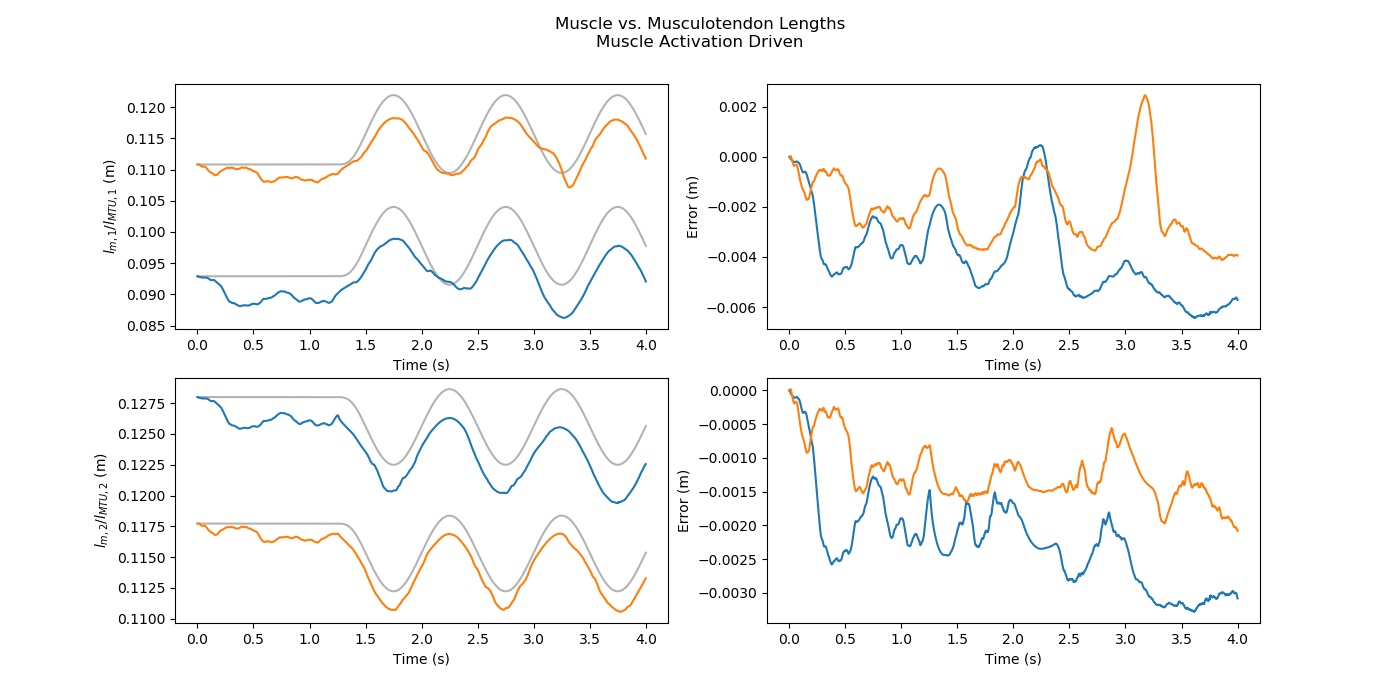 Muscle vs. Musculotendon Lengths
Muscle Activation Driven
l_{m,1}/l_{MTU,1} (m)
0.120
0.115
0.110
0.105
0.100
0.095
0.090
0.085
0.0 0.5 1.0 1.5 2.0 2.5 3.0 3.5 4.0
Time (s)
Error (m)
0.002
0.000
−0.002
−0.004
−0.006
0.0 0.5 1.0 1.5 2.0 2.5 3.0 3.5 4.0
Time (s)
l_{m,2}/l_{MTU,2} (m)
0.1275
0.1250
0.1225
0.1200
0.1175
0.1150
0.1125
0.1100
0.0 0.5 1.0 1.5 2.0 2.5 3.0 3.5 4.0
Time (s)
Error (m)
0.0000
−0.0005
−0.0010
−0.0015
−0.0020
−0.0025
−0.0030
0.0 0.5 1.0 1.5 2.0 2.5 3.0 3.5 4.0
Time (s)